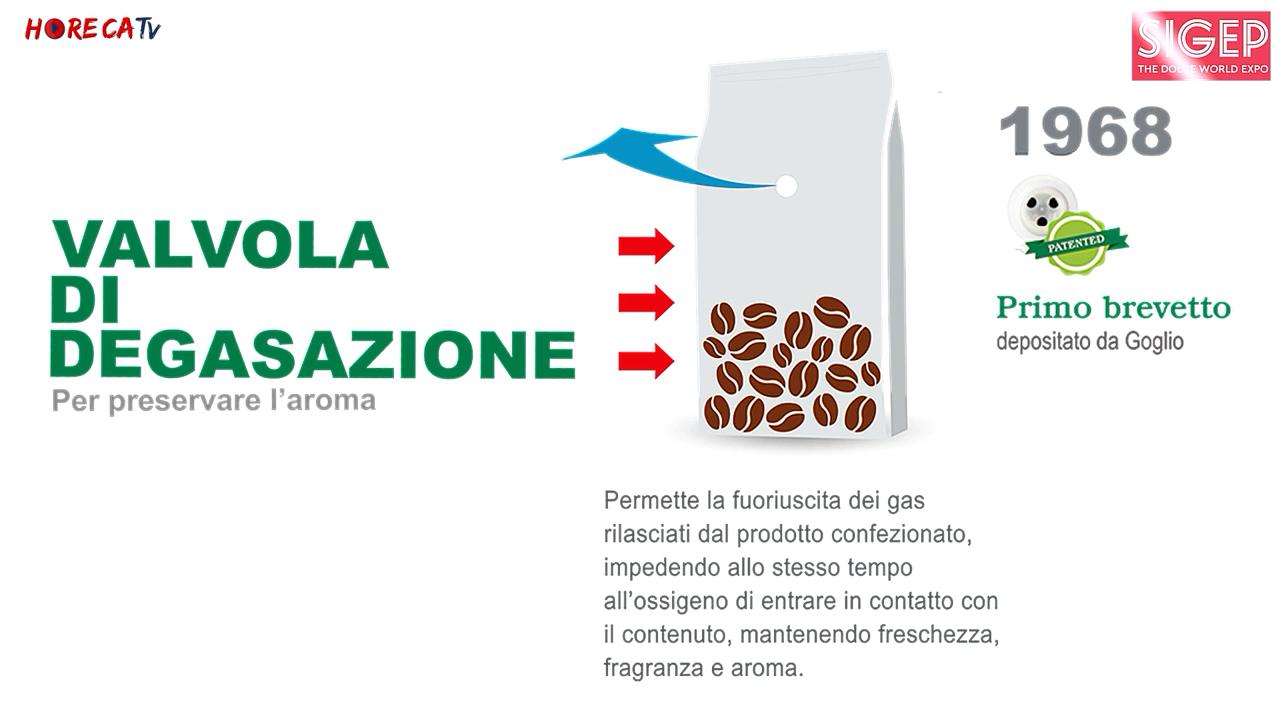 HORECATv
SIGEP
THE DOLCE WORLD EXPO
1968
PATENTED
Primo brevetto
depositato da Goglio
VALVOLA
DI
DEGASAZIONE
Per preservare l'aroma
Permette la fuoriuscita dei gas
rilasciati dal prodotto confezionato,
impedendo allo stesso tempo
all'ossigeno di entrare in contatto con
il contenuto, mantenendo freschezza,
fragranza e aroma.